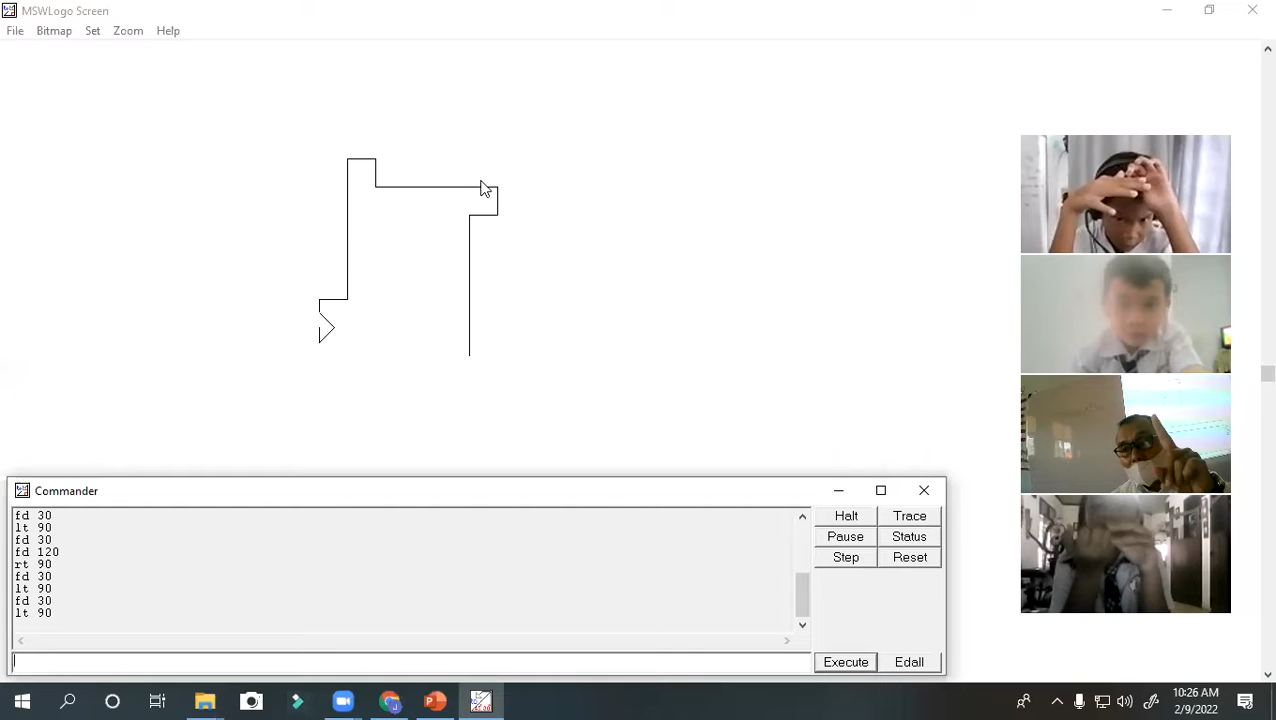 MSWLogo Screen
File Bitmap Set Zoom Help
Commander
fd 30
lt 90
fd 30
fd 120
rt 90
fd 30
lt 90
fd 30
lt 90
Halt Trace
Pause Status
Step Reset
Execute Edall
10:26 AM
2/9/2022